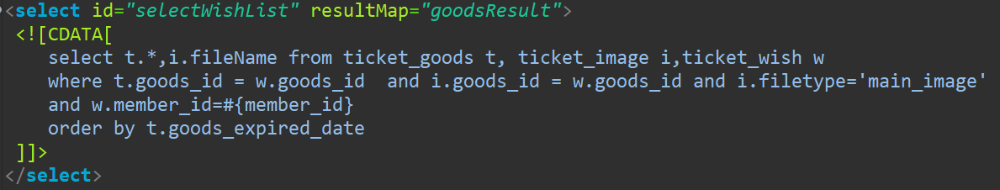 <select id="selectWishList" resultMap="goodsResult">
<![CDATA[
select t.*,i.fileName from ticket_goods t, ticket_image i,ticket_wish w
where t.goods_id = w.goods_id  and i.goods_id = w.goods_id and i.filetype='main_image'
and w.member_id=#{member_id}
order by t.goods_expired_date
]]>
</select>